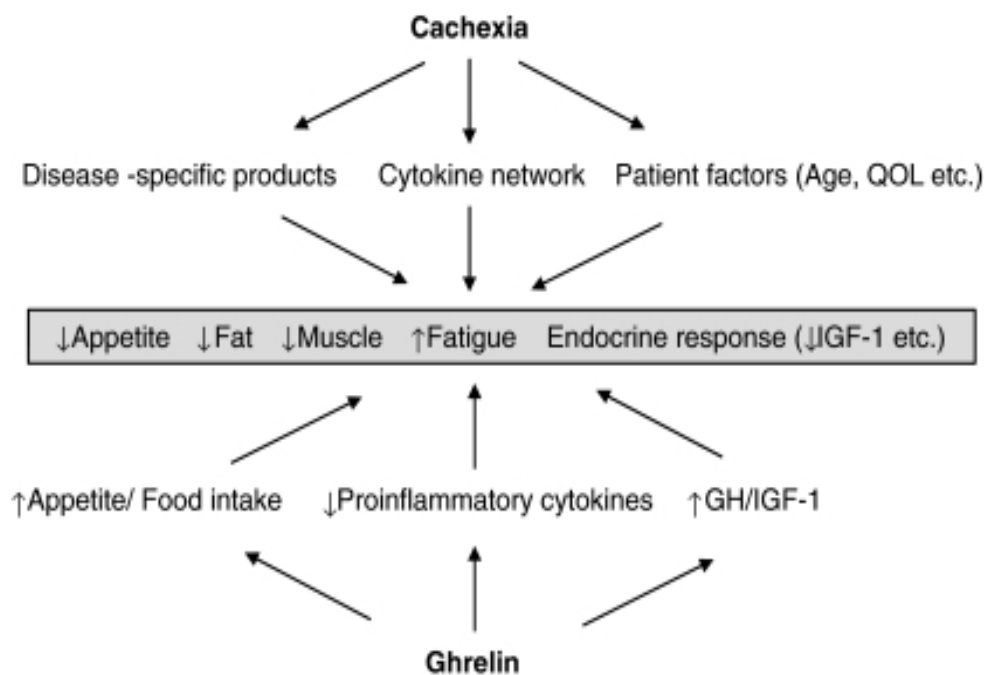 Cachexia
Disease -specific products Cytokine network Patient factors (Age, QOL etc.)
↓Appetite ↓Fat ↓Muscle ↑Fatigue Endocrine response (↓IGF-1 etc.)
↑Appetite/ Food intake ↓Proinflammatory cytokines ↑GH/IGF-1
Ghrelin